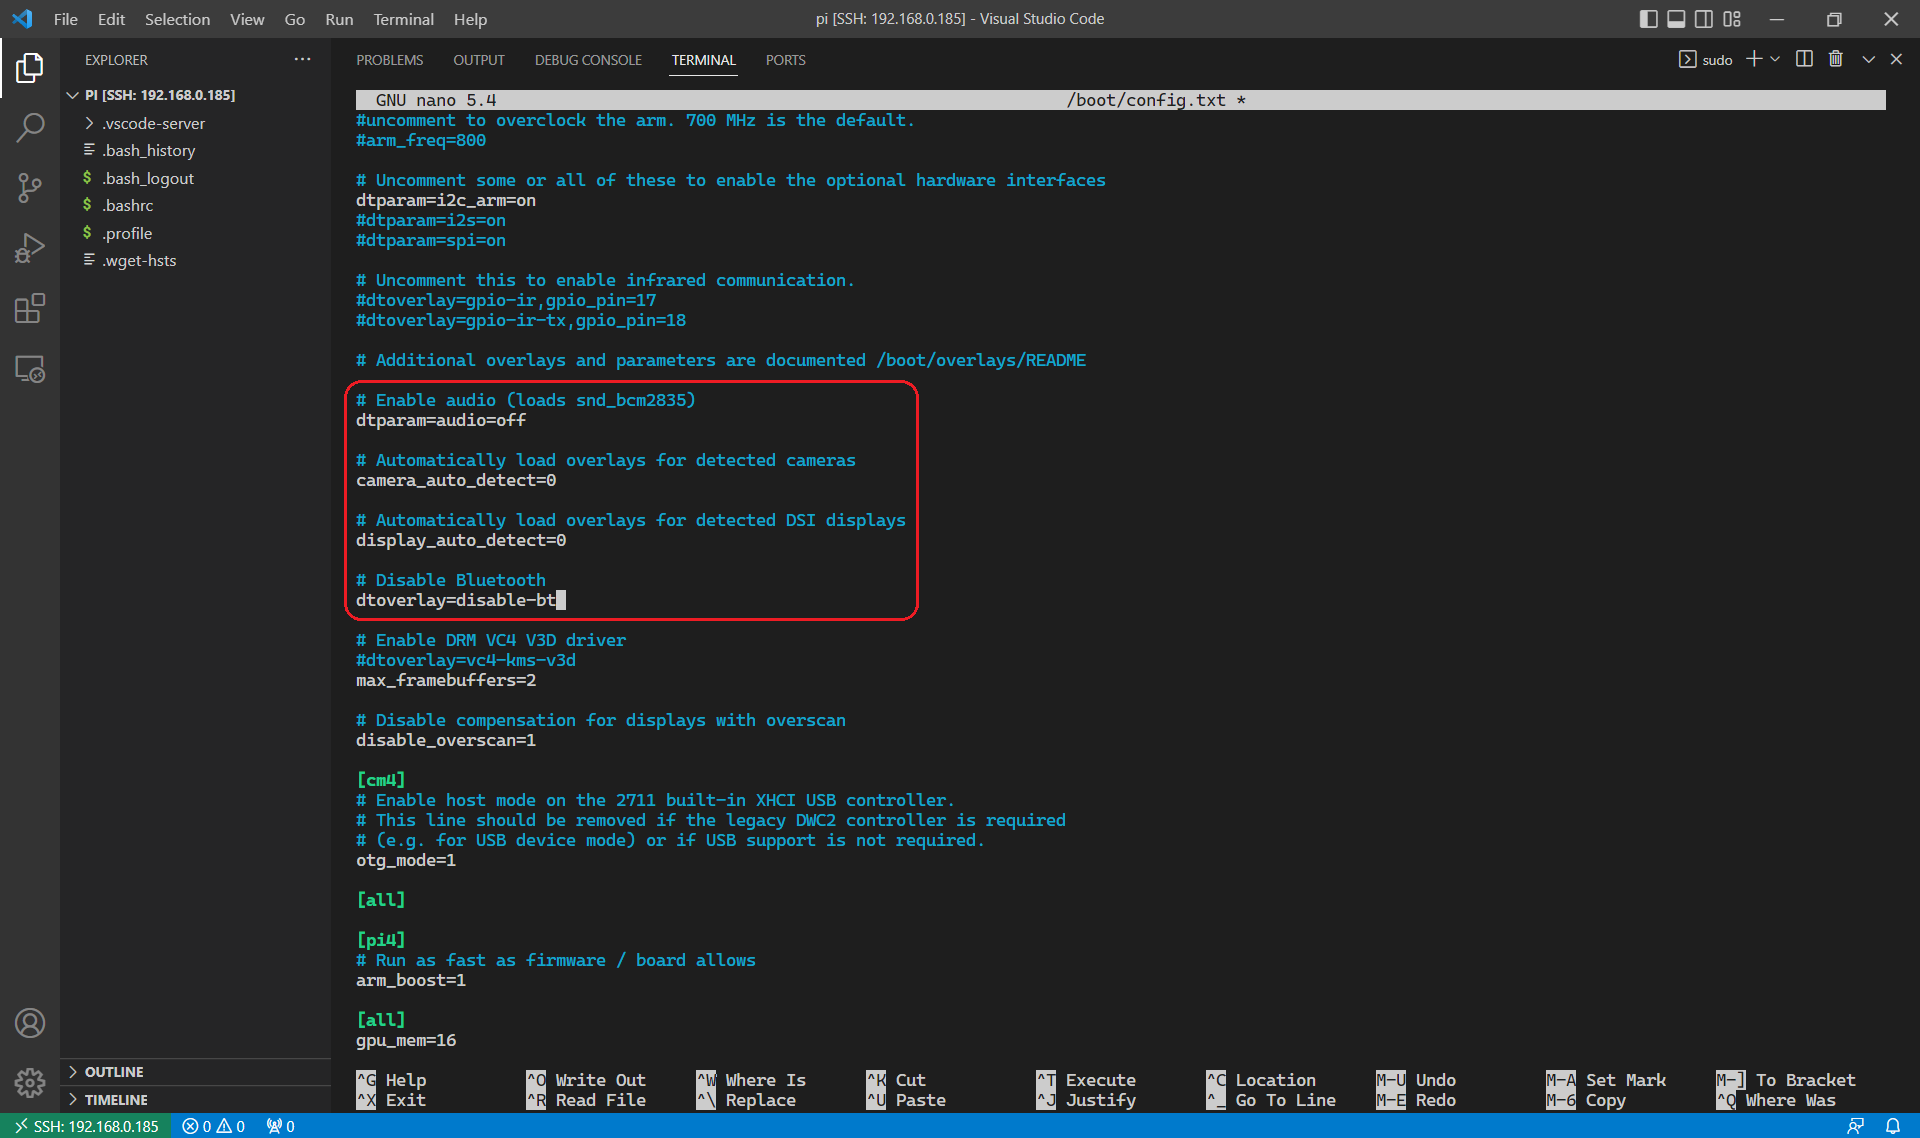 File Edit Selection View Go Run Terminal Help
pi [SSH: 192.168.0.185] - Visual Studio Code
EXPLORER
PI [SSH: 192.168.0.185]
.vscode-server
.bash_history
.bash_logout
.bashrc
.profile
.wget-hsts
OUTLINE
TIMELINE
PROBLEMS OUTPUT DEBUG CONSOLE TERMINAL PORTS
sudo
GNU nano 5.4 /boot/config.txt *
#uncomment to overclock the arm. 700 MHz is the default.
#arm_freq=800
# Uncomment some or all of these to enable the optional hardware interfaces
dtparam=i2c_arm=on
#dtparam=i2s=on
#dtparam=spi=on
# Uncomment this to enable infrared communication.
#dtoverlay=gpio-ir,gpio_pin=17
#dtoverlay=gpio-ir-tx,gpio_pin=18
# Additional overlays and parameters are documented /boot/overlays/README
# Enable audio (loads snd_bcm2835)
dtparam=audio=off
# Automatically load overlays for detected cameras
camera_auto_detect=0
# Automatically load overlays for detected DSI displays
display_auto_detect=0
# Disable Bluetooth
dtoverlay=disable-bt
# Enable DRM VC4 V3D driver
#dtoverlay=vc4-kms-v3d
max_framebuffers=2
# Disable compensation for displays with overscan
disable_overscan=1
[cm4]
# Enable host mode on the 2711 built-in XHCI USB controller.
# This line should be removed if the legacy DWC2 controller is required
# (e.g. for USB device mode) or if USB support is not required.
otg_mode=1
[all]
[pi4]
# Run as fast as firmware / board allows
arm_boost=1
[all]
gpu_mem=16
^G Help ^O Write Out ^W Where Is ^K Cut ^T Execute ^C Location M-U Undo M-A Set Mark M-] To Bracket
^X Exit ^R Read File ^\ Replace ^U Paste ^J Justify ^_ Go To Line M-E Redo M-6 Copy ^Q Where Was
SSH: 192.168.0.185 0 0 0